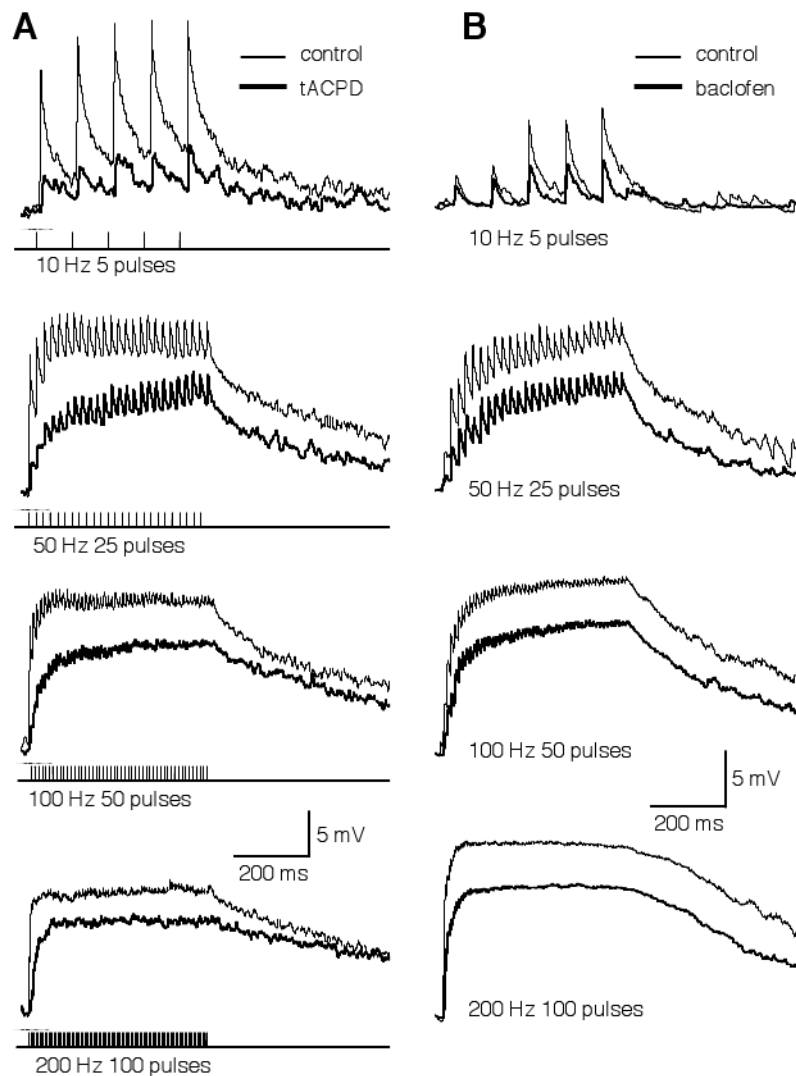 A
control
tACPD
10 Hz 5 pulses
50 Hz 25 pulses
100 Hz 50 pulses
5 mV
200 ms
200 Hz 100 pulses
B
control
baclofen
10 Hz 5 pulses
50 Hz 25 pulses
100 Hz 50 pulses
5 mV
200 ms
200 Hz 100 pulses